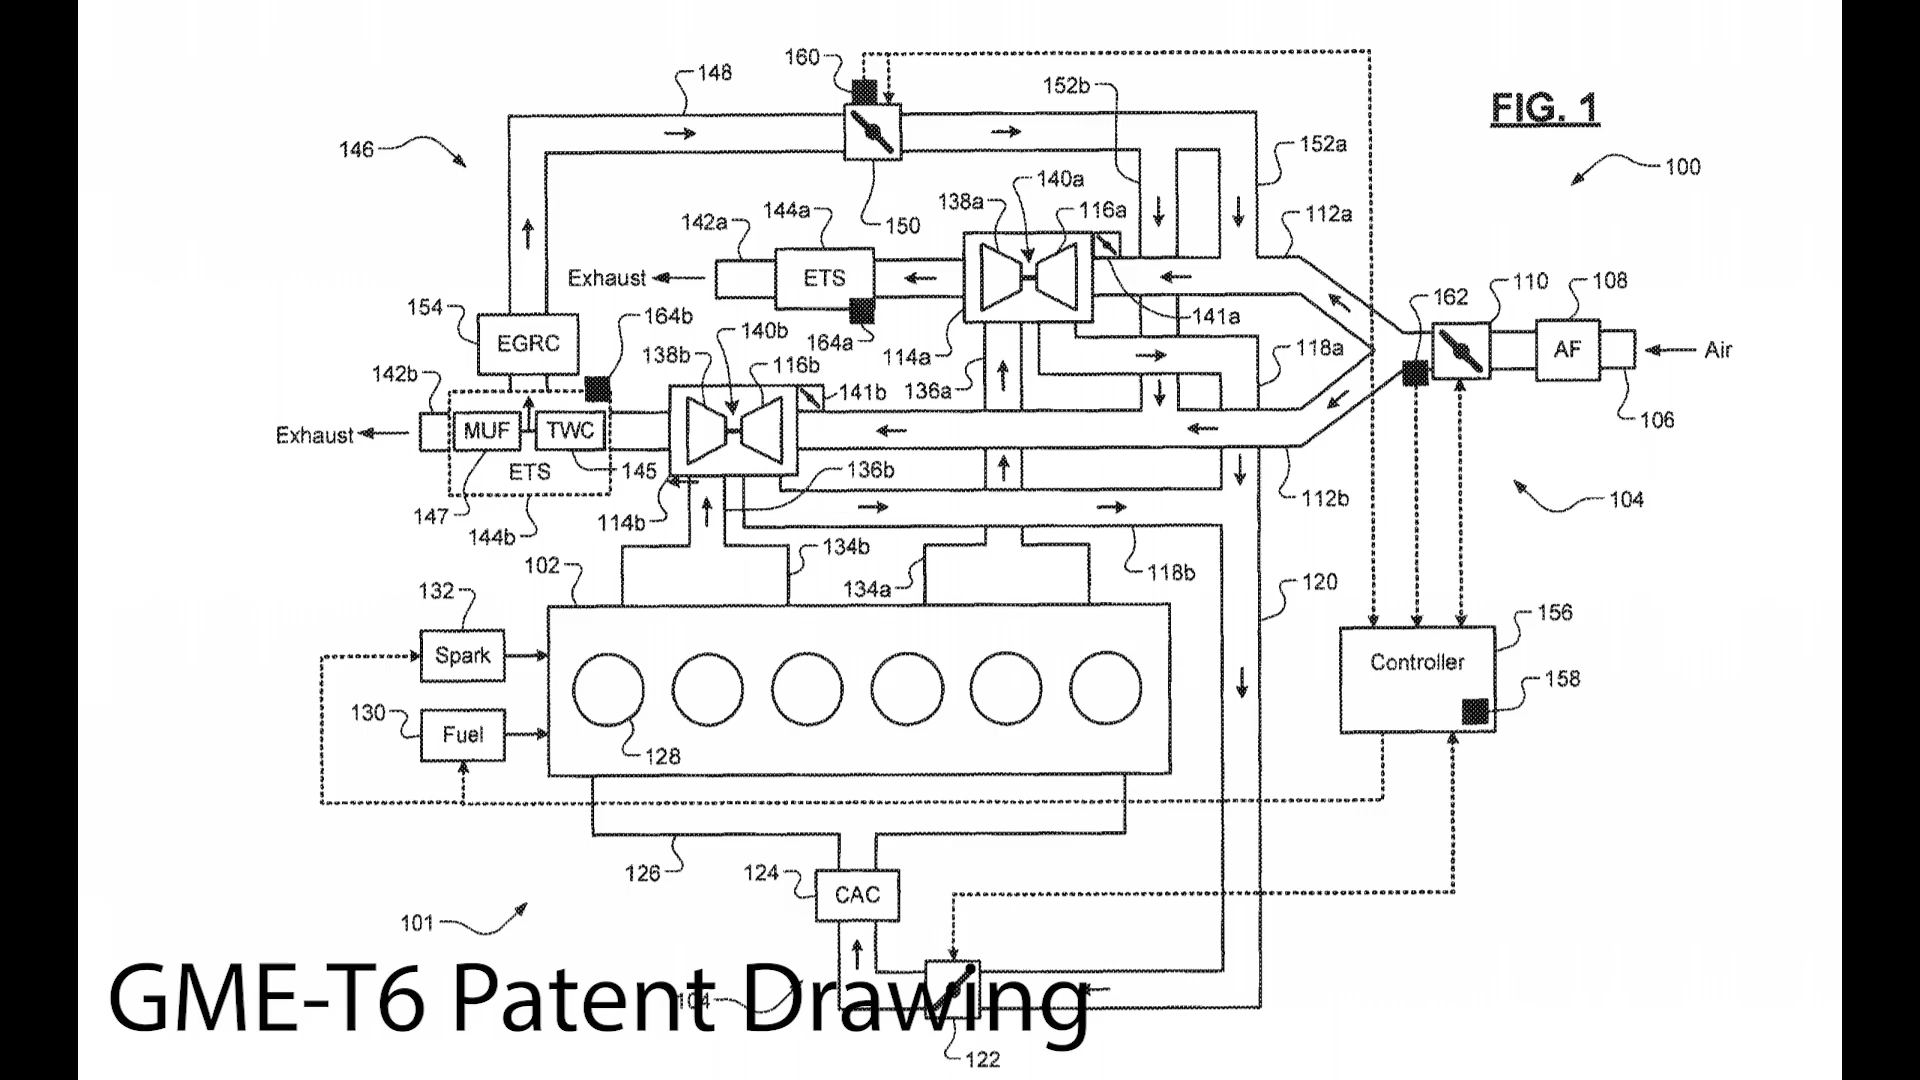 FIG. 1
160
148
152b
146
152a
100
140a
138a
116a
144a
142a
150
112a
Exhaust
ETS
162
110
108
154
164b
140b
141a
EGRC
164a
114a
118a
AF
Air
138b
116b
142b
136a
141b
106
MUF
TWC
Exhaust
ETS
145
136b
112b
104
147
114b
144b
134b
102
118b
134a
120
132
156
Spark
Controller
158
130
Fuel
128
126
124
CAC
101
104
GME-T6 Patent Drawing
122